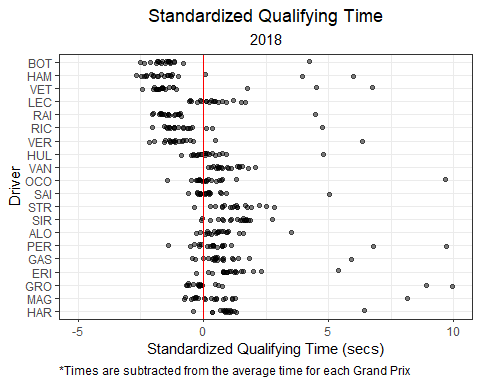 Standardized Qualifying Time
2018
Driver
BOT
HAM
VET
LEC
RAI
RIC
VER
HUL
VAN
OCO
SAI
STR
SIR
ALO
PER
GAS
ERI
GRO
MAG
HAR
-5 0 5 10
Standardized Qualifying Time (secs)
*Times are subtracted from the average time for each Grand Prix